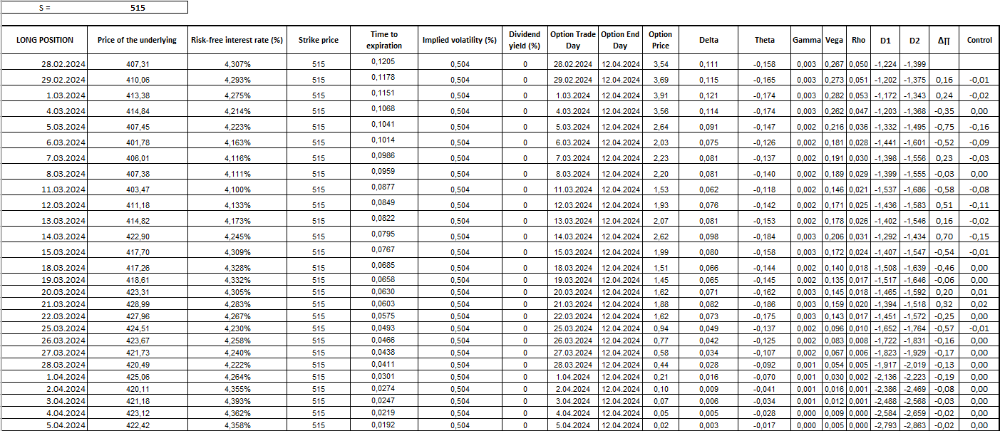 S = 515
LONG POSITION Price of the underlying Risk-free interest rate (%) Strike price Time to expiration Implied volatility (%) Dividend yield (%) Option Trade Day Option End Day Option Price Delta Theta Gamma Vega Rho D1 D2 Δ∏ Control
28.02.2024 407,31 4,307% 515 0,1205 0,504 0 28.02.2024 12.04.2024 3,54 0,111 -0,158 0,003 0,267 0,050 -1,224 -1,399
29.02.2024 410,06 4,293% 515 0,1178 0,504 0 29.02.2024 12.04.2024 3,69 0,115 -0,165 0,003 0,273 0,051 -1,202 -1,375 0,16 -0,01
1.03.2024 413,38 4,275% 515 0,1151 0,504 0 1.03.2024 12.04.2024 3,91 0,121 -0,174 0,003 0,282 0,053 -1,172 -1,343 0,24 -0,02
4.03.2024 414,84 4,214% 515 0,1068 0,504 0 4.03.2024 12.04.2024 3,56 0,114 -0,174 0,003 0,262 0,047 -1,203 -1,368 -0,35 0,00
5.03.2024 407,45 4,223% 515 0,1041 0,504 0 5.03.2024 12.04.2024 2,64 0,091 -0,147 0,002 0,216 0,036 -1,332 -1,495 -0,75 -0,16
6.03.2024 401,78 4,163% 515 0,1014 0,504 0 6.03.2024 12.04.2024 2,03 0,075 -0,126 0,002 0,181 0,028 -1,441 -1,601 -0,52 -0,09
7.03.2024 406,01 4,116% 515 0,0986 0,504 0 7.03.2024 12.04.2024 2,23 0,081 -0,137 0,002 0,191 0,030 -1,398 -1,556 0,23 -0,03
8.03.2024 407,38 4,111% 515 0,0959 0,504 0 8.03.2024 12.04.2024 2,20 0,081 -0,140 0,002 0,189 0,029 -1,399 -1,555 -0,03 0,00
11.03.2024 403,47 4,100% 515 0,0877 0,504 0 11.03.2024 12.04.2024 1,53 0,062 -0,118 0,002 0,146 0,021 -1,537 -1,686 -0,58 -0,08
12.03.2024 411,18 4,133% 515 0,0849 0,504 0 12.03.2024 12.04.2024 1,93 0,076 -0,142 0,002 0,171 0,025 -1,436 -1,583 0,51 -0,11
13.03.2024 414,82 4,173% 515 0,0822 0,504 0 13.03.2024 12.04.2024 2,07 0,081 -0,153 0,002 0,178 0,026 -1,402 -1,546 0,16 -0,02
14.03.2024 422,90 4,245% 515 0,0795 0,504 0 14.03.2024 12.04.2024 2,62 0,098 -0,184 0,003 0,206 0,031 -1,292 -1,434 0,70 -0,15
15.03.2024 417,70 4,309% 515 0,0767 0,504 0 15.03.2024 12.04.2024 1,99 0,080 -0,158 0,003 0,172 0,024 -1,407 -1,547 -0,54 -0,01
18.03.2024 417,26 4,328% 515 0,0685 0,504 0 18.03.2024 12.04.2024 1,51 0,066 -0,144 0,002 0,140 0,018 -1,508 -1,639 -0,46 0,00
19.03.2024 418,61 4,332% 515 0,0658 0,504 0 19.03.2024 12.04.2024 1,45 0,065 -0,145 0,002 0,135 0,017 -1,517 -1,646 -0,06 0,00
20.03.2024 423,31 4,305% 515 0,0630 0,504 0 20.03.2024 12.04.2024 1,62 0,071 -0,162 0,003 0,145 0,018 -1,465 -1,592 0,20 0,01
21.03.2024 428,99 4,283% 515 0,0603 0,504 0 21.03.2024 12.04.2024 1,88 0,082 -0,186 0,003 0,159 0,020 -1,394 -1,518 0,32 0,02
22.03.2024 427,96 4,267% 515 0,0575 0,504 0 22.03.2024 12.04.2024 1,62 0,073 -0,175 0,003 0,143 0,017 -1,451 -1,572 -0,25 0,00
25.03.2024 424,51 4,230% 515 0,0493 0,504 0 25.03.2024 12.04.2024 0,94 0,049 -0,137 0,002 0,096 0,010 -1,652 -1,764 -0,57 -0,01
26.03.2024 423,67 4,258% 515 0,0466 0,504 0 26.03.2024 12.04.2024 0,77 0,042 -0,125 0,002 0,083 0,008 -1,722 -1,831 -0,16 0,00
27.03.2024 421,73 4,240% 515 0,0438 0,504 0 27.03.2024 12.04.2024 0,58 0,034 -0,107 0,002 0,067 0,006 -1,823 -1,929 -0,17 0,00
28.03.2024 420,49 4,222% 515 0,0411 0,504 0 28.03.2024 12.04.2024 0,44 0,028 -0,092 0,001 0,054 0,005 -1,917 -2,019 -0,13 0,00
1.04.2024 425,06 4,264% 515 0,0301 0,504 0 1.04.2024 12.04.2024 0,21 0,016 -0,070 0,001 0,030 0,002 -2,136 -2,223 -0,19 0,00
2.04.2024 420,11 4,355% 515 0,0274 0,504 0 2.04.2024 12.04.2024 0,10 0,009 -0,041 0,001 0,016 0,001 -2,386 -2,469 -0,08 0,00
3.04.2024 421,18 4,393% 515 0,0247 0,504 0 3.04.2024 12.04.2024 0,07 0,006 -0,034 0,001 0,012 0,001 -2,488 -2,568 -0,03 0,00
4.04.2024 423,12 4,362% 515 0,0219 0,504 0 4.04.2024 12.04.2024 0,05 0,005 -0,028 0,000 0,009 0,000 -2,584 -2,659 -0,02 0,00
5.04.2024 422,42 4,358% 515 0,0192 0,504 0 5.04.2024 12.04.2024 0,02 0,003 -0,017 0,000 0,005 0,000 -2,793 -2,863 -0,02 0,00